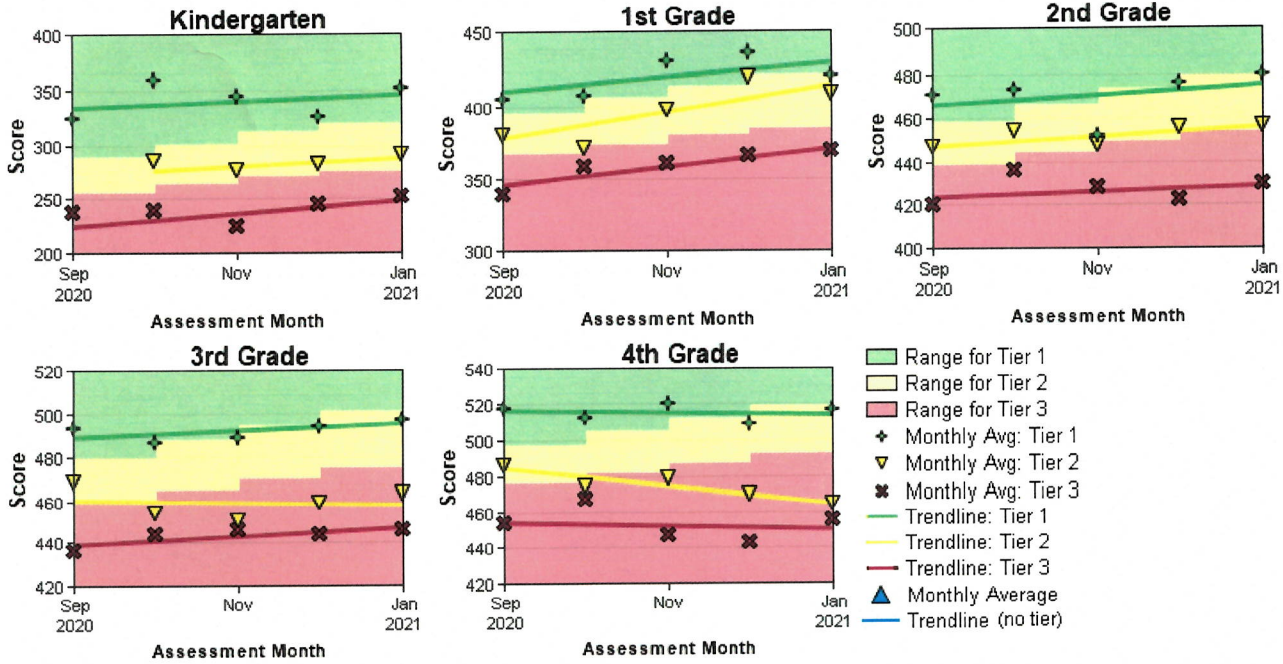 Kindergarten
400
350
300
250
200
Score
Sep
2020
Nov
Jan
2021
Assessment Month
1st Grade
450
400
350
300
Score
Sep
2020
Nov
Jan
2021
Assessment Month
2nd Grade
500
480
460
440
420
400
Score
Sep
2020
Nov
Jan
2021
Assessment Month
3rd Grade
520
500
480
460
440
420
Score
Sep
2020
Nov
Jan
2021
Assessment Month
4th Grade
540
520
500
480
460
440
420
Score
Sep
2020
Nov
Jan
2021
Assessment Month
Range for Tier 1
Range for Tier 2
Range for Tier 3
Monthly Avg: Tier 1
Monthly Avg: Tier 2
Monthly Avg: Tier 3
Trendline: Tier 1
Trendline: Tier 2
Trendline: Tier 3
Monthly Average
Trendline (no tier)